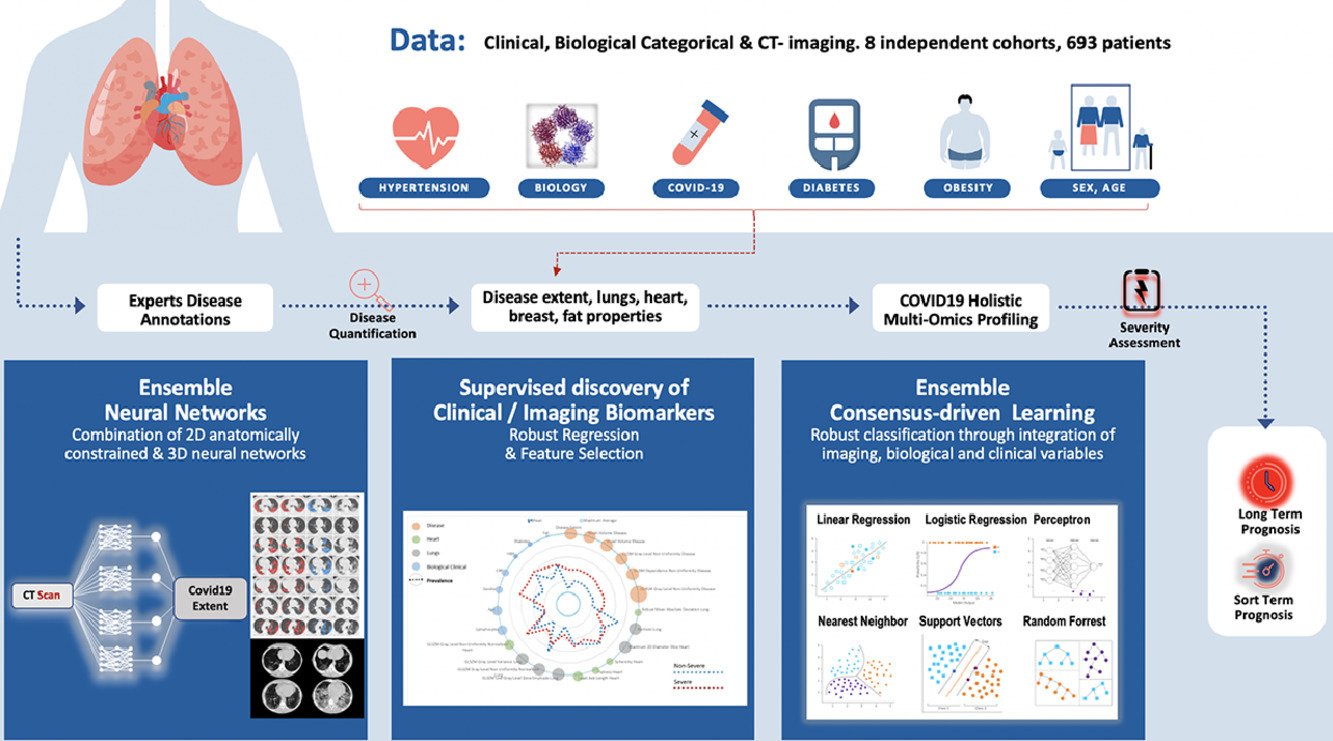 Data: Clinical, Biological Categorical & CT- imaging. 8 independent cohorts, 693 patients
HYPERTENSION
BIOLOGY
COVID-19
DIABETES
OBESITY
SEX, AGE
Experts Disease
Annotations
Disease
Quantification
Disease extent, lungs, heart,
breast, fat properties
COVID19 Holistic
Multi-Omics Profiling
Severity
Assessment
Ensemble
Neural Networks
Combination of 2D anatomically
constrained & 3D neural networks
CT Scan
Covid19
Extent
Supervised discovery of
Clinical / Imaging Biomarkers
Robust Regression
& Feature Selection
Disease
Heart
Lungs
Biological Clinical
Prevalence
Non-Severe
Severe
Ensemble
Consensus-driven Learning
Robust classification through integration of
imaging, biological and clinical variables
Linear Regression
Logistic Regression
Perceptron
Nearest Neighbor
Support Vectors
Random Forrest
Long Term
Prognosis
Sort Term
Prognosis